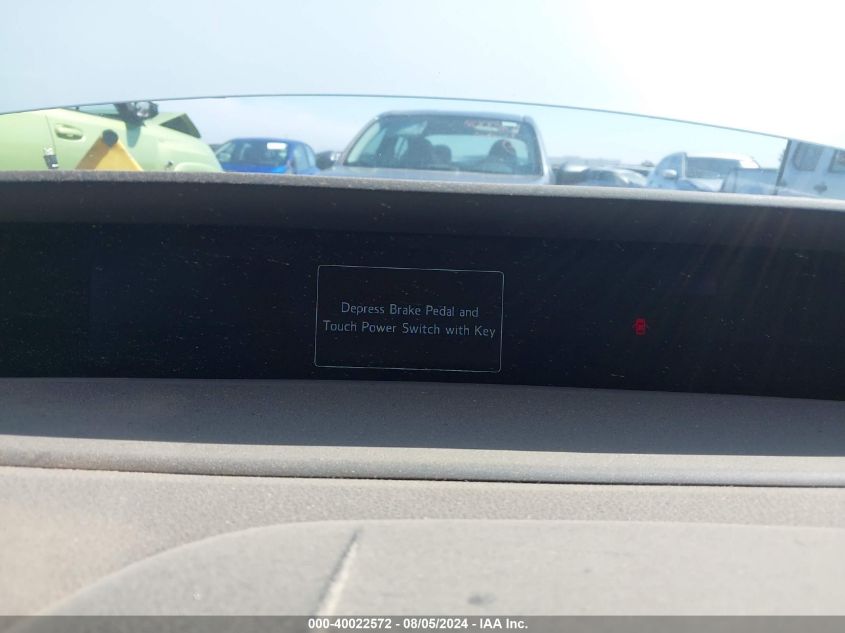 Depress Brake Pedal and
Touch Power Switch with Key
000-40022572 - 08/05/2024 - IAA Inc.